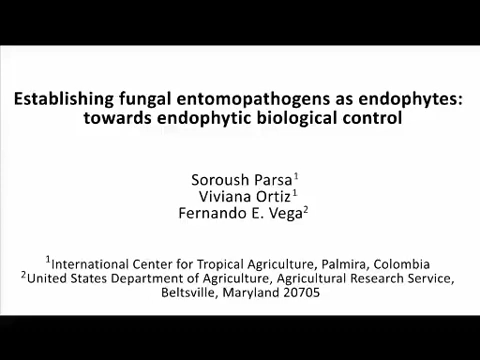 Establishing fungal entomopathogens as endophytes:
towards endophytic biological control
Soroush Parsa¹
Viviana Ortiz¹
Fernando E. Vega²
¹International Center for Tropical Agriculture, Palmira, Colombia
²United States Department of Agriculture, Agricultural Research Service,
Beltsville, Maryland 20705